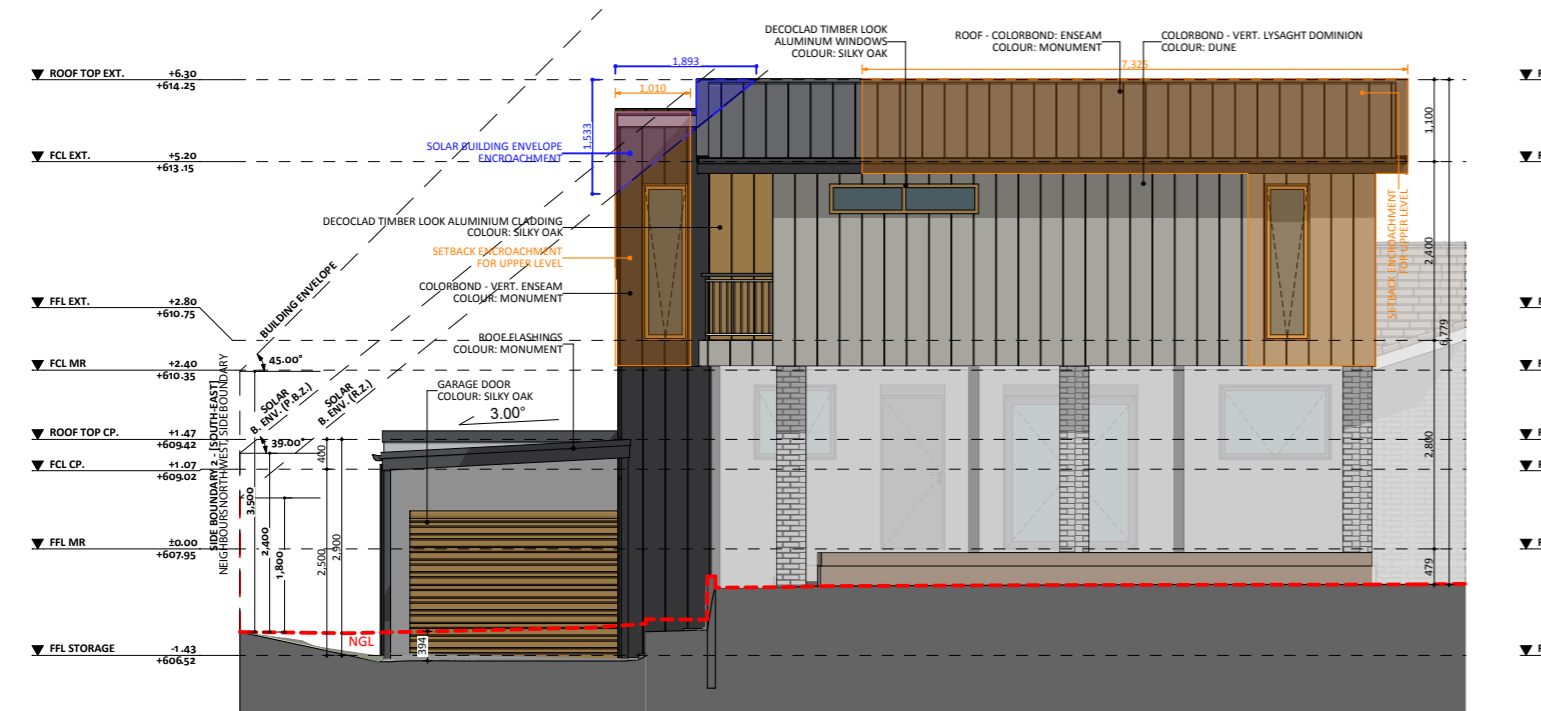 DECOCLAD TIMBER LOOK
ALUMINUM WINDOWS
COLOUR: SILKY OAK
ROOF - COLORBOND: ENSEAM
COLOUR: MONUMENT
COLORBOND - VERT. LYSAGHT DOMINION
COLOUR: DUNE
ROOF TOP EXT. +6.30
+614.25
FCL EXT. +5.20
+613.15
FFL EXT. +2.80
+610.75
FCL MR +2.40
+610.35
ROOF TOP CP. +1.47
+609.42
FCL CP. +1.07
+609.02
FFL MR ±0.00
+607.95
FFL STORAGE -1.43
+606.52
1,893
1,010
1,533
7,325
SOLAR BUILDING ENVELOPE
ENCROACHMENT
DECOCLAD TIMBER LOOK ALUMINIUM CLADDING
COLOUR: SILKY OAK
SETBACK ENCROACHMENT
FOR UPPER LEVEL
COLORBOND - VERT. ENSEAM
COLOUR: MONUMENT
ROOF FLASHINGS
COLOUR: MONUMENT
GARAGE DOOR
COLOUR: SILKY OAK
3.00°
BUILDING ENVELOPE
45.00°
SOLAR
B. ENV. (P.B.Z.)
SOLAR
B. ENV. (R.Z.)
39.00°
SIDE BOUNDARY 2 - [SOUTH-EAST]
NEIGHBOURS NORTHWEST, SIDE BOUNDARY
3,500
2,400
1,800
400
2,500
2,900
394
NGL
SETBACK ENCROACHMENT
FOR UPPER LEVEL
1,100
2,400
6,779
2,800
479
F
F
F
F
F
F
F
F